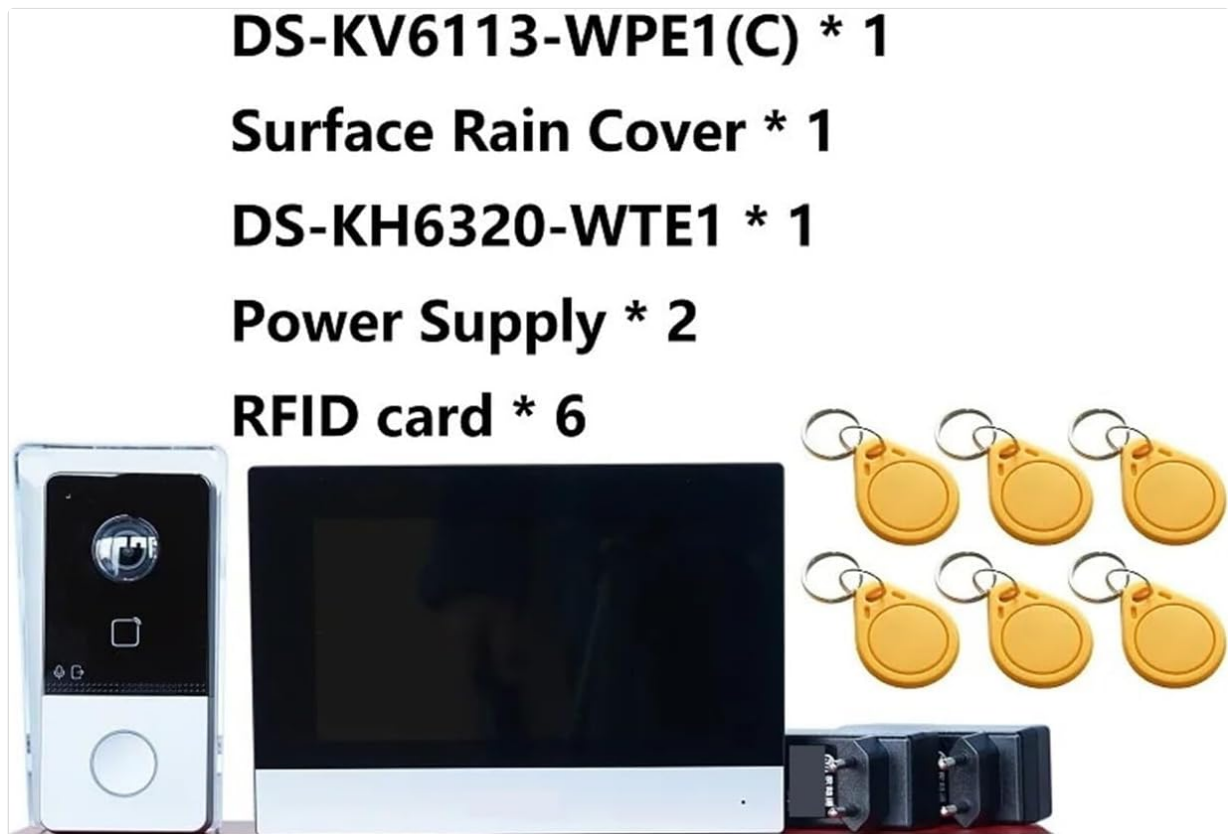 DS-KV6113-WPE1(C) * 1
Surface Rain Cover * 1
DS-KH6320-WTE1 * 1
Power Supply * 2
RFID card * 6